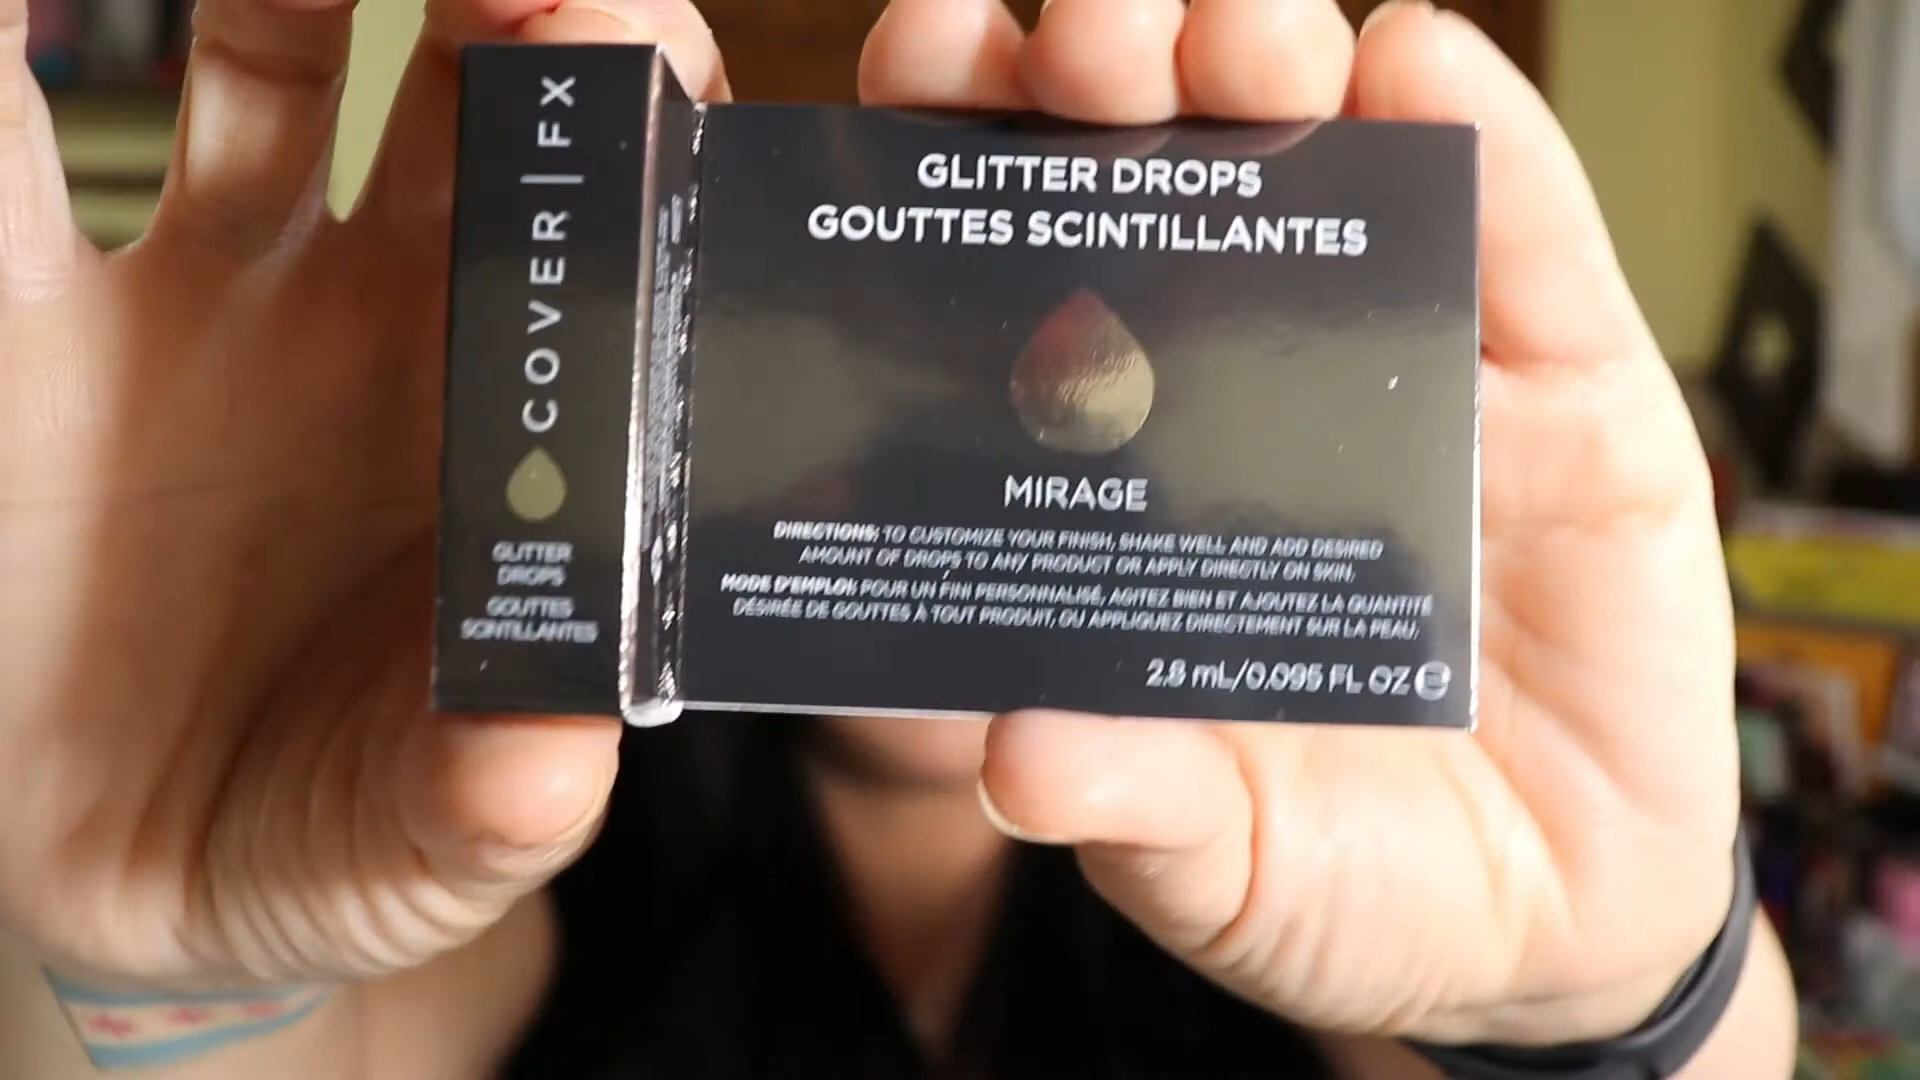 COVER | FX
GLITTER
DROPS
GOUTTES
SCINTILLANTES
GLITTER DROPS
GOUTTES SCINTILLANTES
MIRAGE
DIRECTIONS: TO CUSTOMIZE YOUR FINISH, SHAKE WELL AND ADD DESIRED
AMOUNT OF DROPS TO ANY PRODUCT OR APPLY DIRECTLY ON SKIN.
MODE D'EMPLOI: POUR UN FINI PERSONNALISÉ, AGITEZ BIEN ET AJOUTEZ LA QUANTITÉ
DÉSIRÉE DE GOUTTES À TOUT PRODUIT, OU APPLIQUEZ DIRECTEMENT SUR LA PEAU.
2.8 mL/0.095 FL OZ e